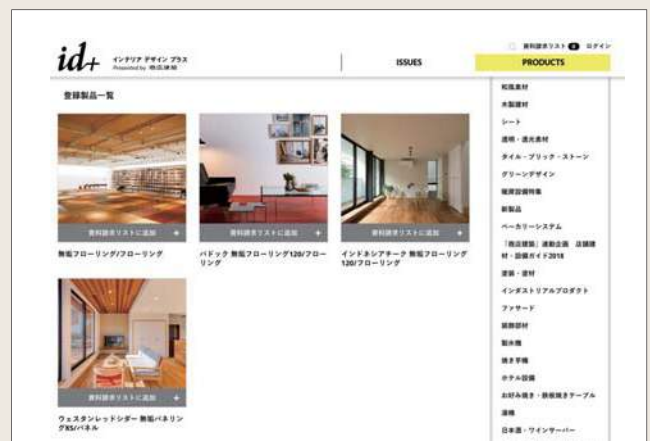 id+
インテリア デザイン プラス
Presented by 商店建築
資料請求リスト 0 ログイン
ISSUES
PRODUCTS
登録製品一覧
資料請求リストに追加 +
無垢フローリング/フローリング
資料請求リストに追加 +
パドック 無垢フローリング120/フロー
リング
資料請求リストに追加 +
インドネシアチーク 無垢フローリング
120/フローリング
資料請求リストに追加 +
ウェスタンレッドシダー 無垢パネリン
グXS/パネル
和風素材
木製建材
シート
透明・透光素材
タイル・ブリック・ストーン
グリーンデザイン
暖房設備特集
新製品
ベーカリーシステム
「商店建築」連動企画 店舗建
材・設備ガイド2018
塗装・塗材
インダストリアルプロダクト
ファサード
装飾部材
製氷機
焼き芋機
ホテル設備
お好み焼き・鉄板焼きテーブル
日本酒・ワインサーバー